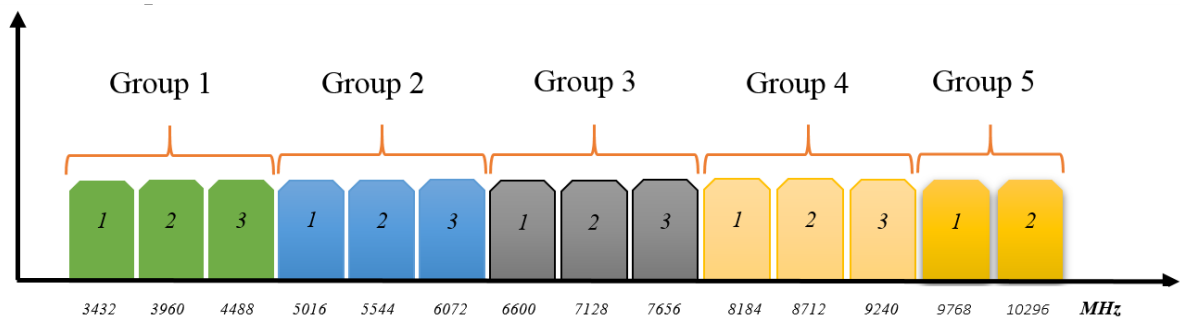 Group 1 Group 2 Group 3 Group 4 Group 5
1 2 3 1 2 3 1 2 3 1 2 3 1 2
3432 3960 4488 5016 5544 6072 6600 7128 7656 8184 8712 9240 9768 10296 MHz